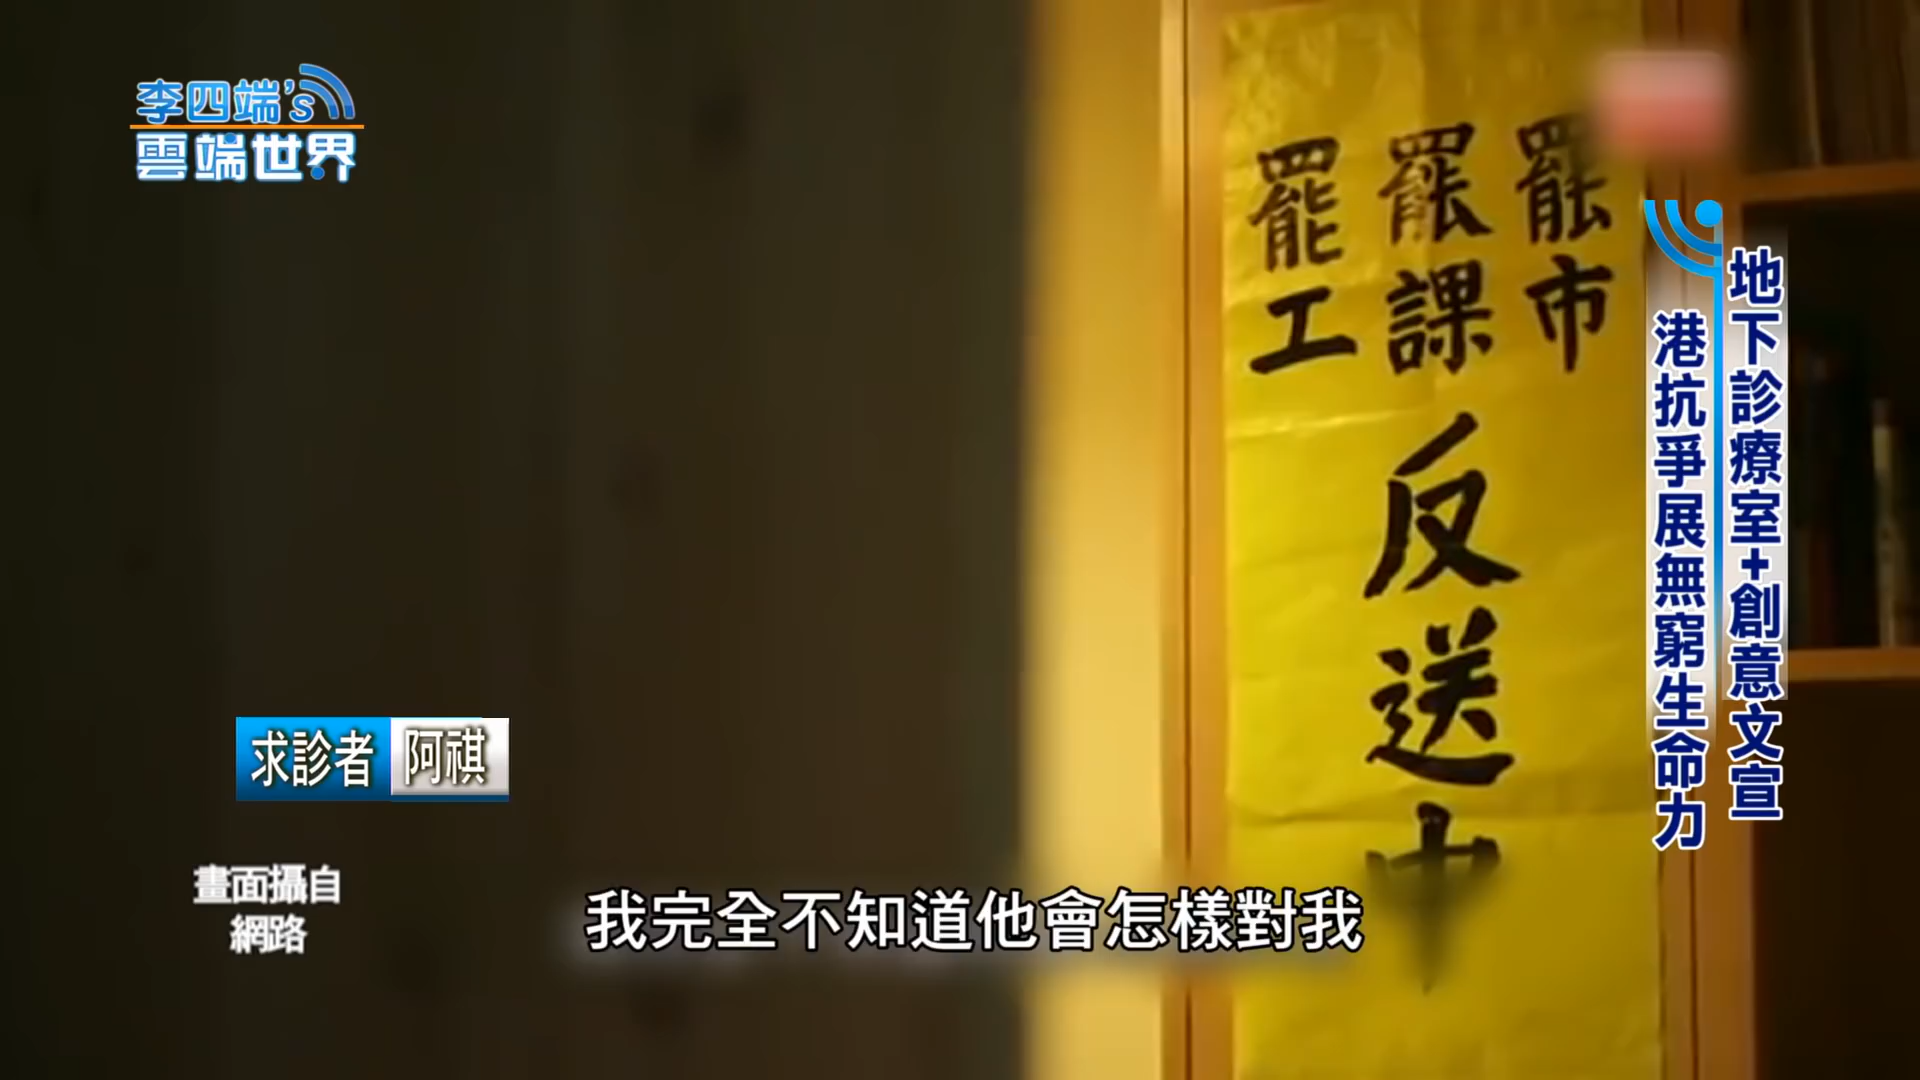 李四端's
雲端世界
罷市
罷課
罷工
反送中
地下診療室+創意文宣
港抗爭展無窮生命力
求診者 阿祺
畫面攝自
網路
我完全不知道他會怎樣對我